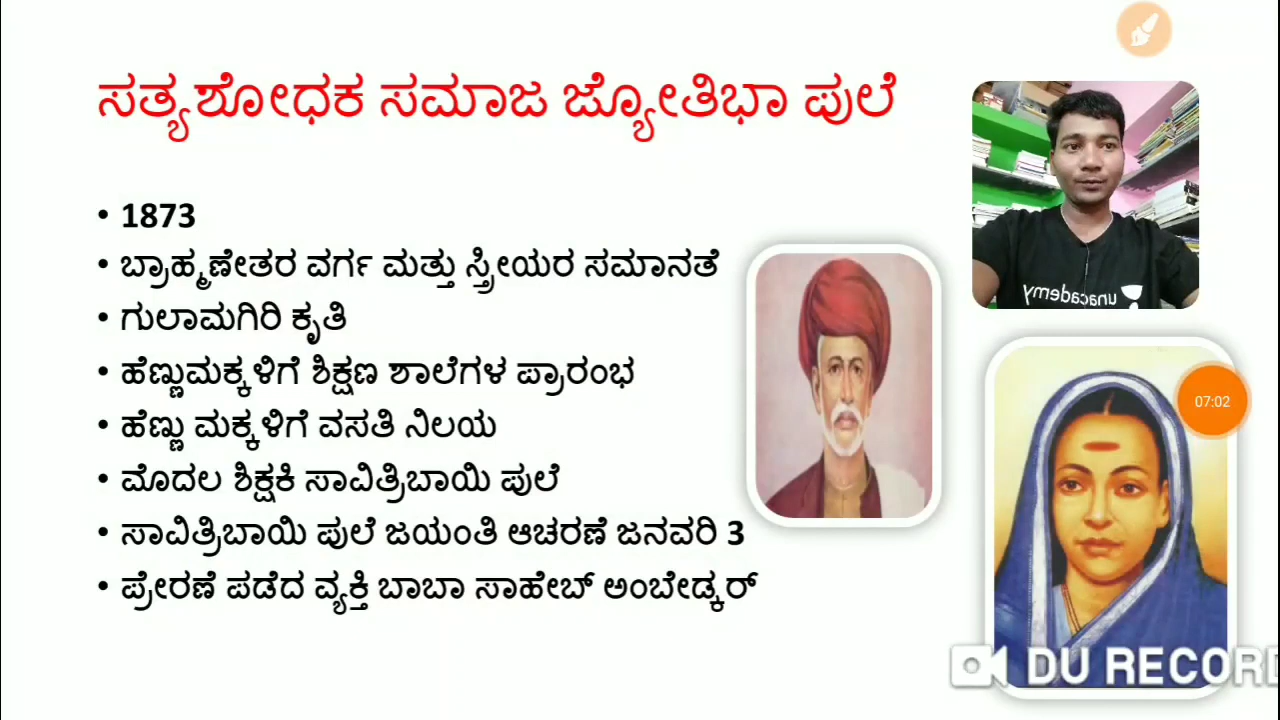 ಸತ್ಯಶೋಧಕ ಸಮಾಜ ಜ್ಯೋತಿಭಾ ಪುಲೆ
• 1873
• ಬ್ರಾಹ್ಮಣೇತರ ವರ್ಗ ಮತ್ತು ಸ್ತ್ರೀಯರ ಸಮಾನತೆ
• ಗುಲಾಮಗಿರಿ ಕೃತಿ
• ಹೆಣ್ಣುಮಕ್ಕಳಿಗೆ ಶಿಕ್ಷಣ ಶಾಲೆಗಳ ಪ್ರಾರಂಭ
• ಹೆಣ್ಣು ಮಕ್ಕಳಿಗೆ ವಸತಿ ನಿಲಯ
• ಮೊದಲ ಶಿಕ್ಷಕಿ ಸಾವಿತ್ರಿಬಾಯಿ ಪುಲೆ
• ಸಾವಿತ್ರಿಬಾಯಿ ಪುಲೆ ಜಯಂತಿ ಆಚರಣೆ ಜನವರಿ 3
• ಪ್ರೇರಣೆ ಪಡೆದ ವ್ಯಕ್ತಿ ಬಾಬಾ ಸಾಹೇಬ್ ಅಂಬೇಡ್ಕರ್
unacademy
07:02
DU RECORD